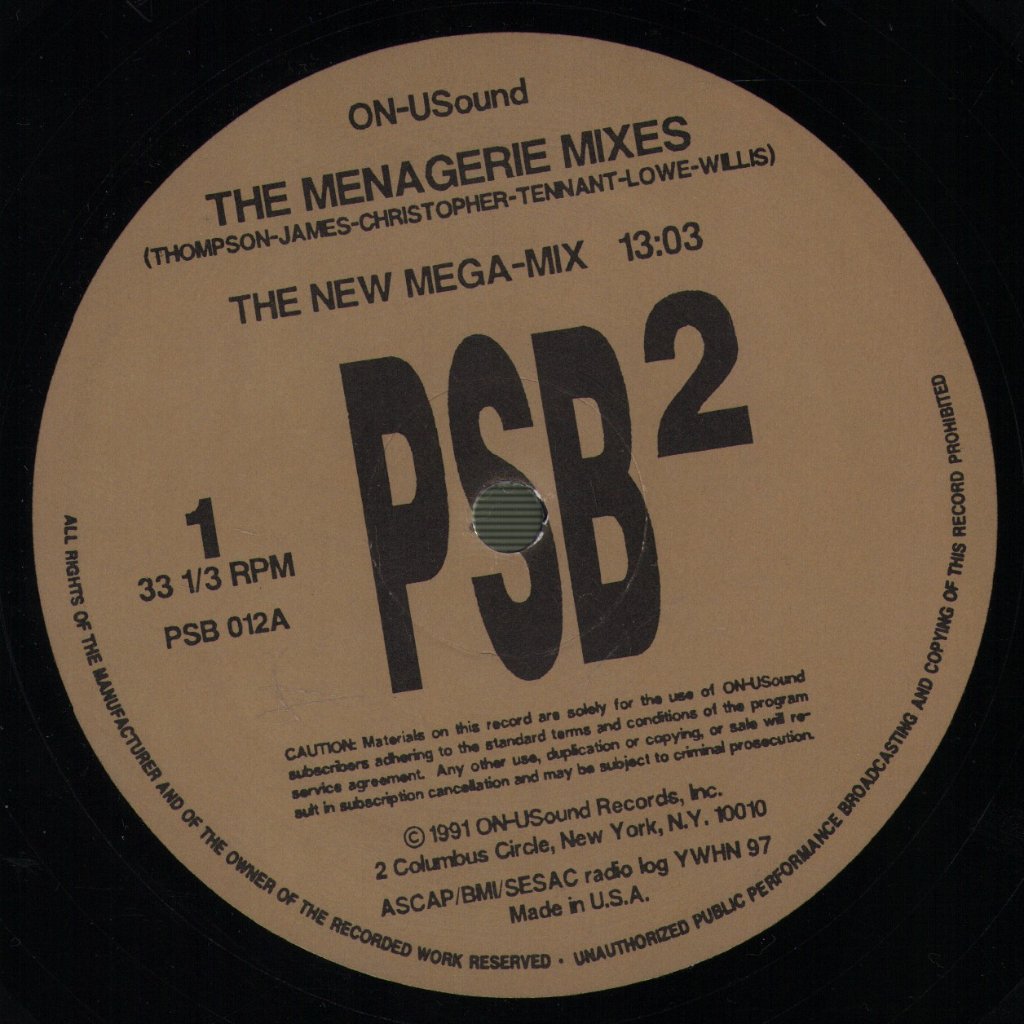 ON-USound
THE MENAGERIE MIXES
(THOMPSON-JAMES-CHRISTOPHER-TENNANT-LOWE-WILLIS)
THE NEW MEGA-MIX 13:03
PSB2
1
33 1/3 RPM
PSB 012A
CAUTION: Materials on this record are solely for the use of ON-USound
subscribers adhering to the standard terms and conditions of the program
service agreement. Any other use, duplication or copying, or sale will re-
sult in subscription cancellation and may be subject to criminal prosecution.
© 1991 ON-USound Records, Inc.
2 Columbus Circle, New York, N.Y. 10010
ASCAP/BMI/SESAC radio log YWHN 97
Made in U.S.A.
ALL RIGHTS OF THE MANUFACTURER AND OF THE OWNER OF THE RECORDED WORK RESERVED · UNAUTHORIZED PUBLIC PERFORMANCE BROADCASTING AND COPYING OF THIS RECORD PROHIBITED